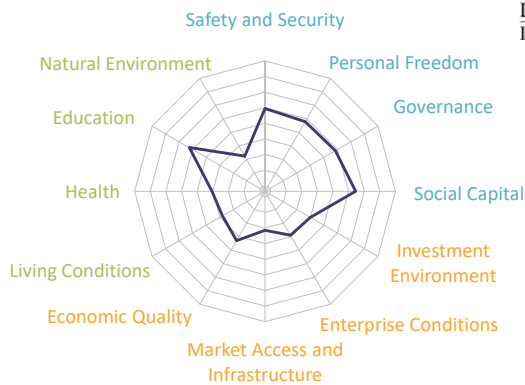 Safety and Security
Personal Freedom
Governance
Social Capital
Investment
Environment
Enterprise Conditions
Market Access and
Infrastructure
Economic Quality
Living Conditions
Health
Education
Natural Environment